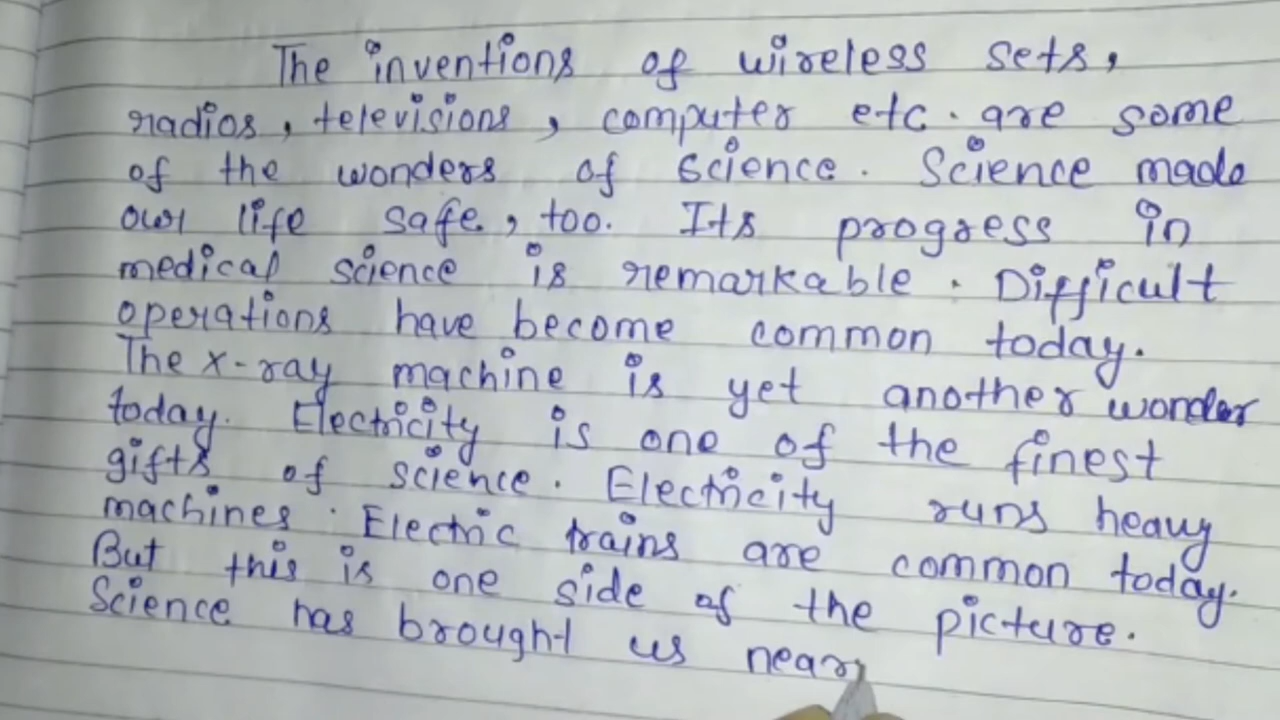 The inventions of wireless sets,
radios, televisions, computer etc. are some
of the wonders of science. Science made
our life safe, too. Its progress in
medical science is remarkable. Difficult
operations have become common today.
The x-ray machine is yet another wonder
today. Electricity is one of the finest
gifts of science. Electricity runs heavy
machines. Electric trains are common today.
But this is one side of the picture.
Science has brought us near